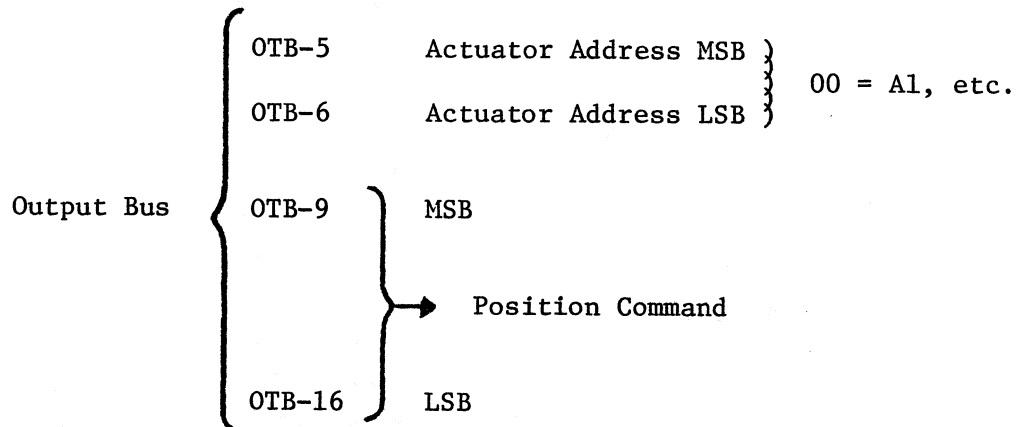 OTB-5 Actuator Address MSB
00 = A1, etc.
OTB-6 Actuator Address LSB
Output Bus OTB-9 MSB
Position Command
OTB-16 LSB